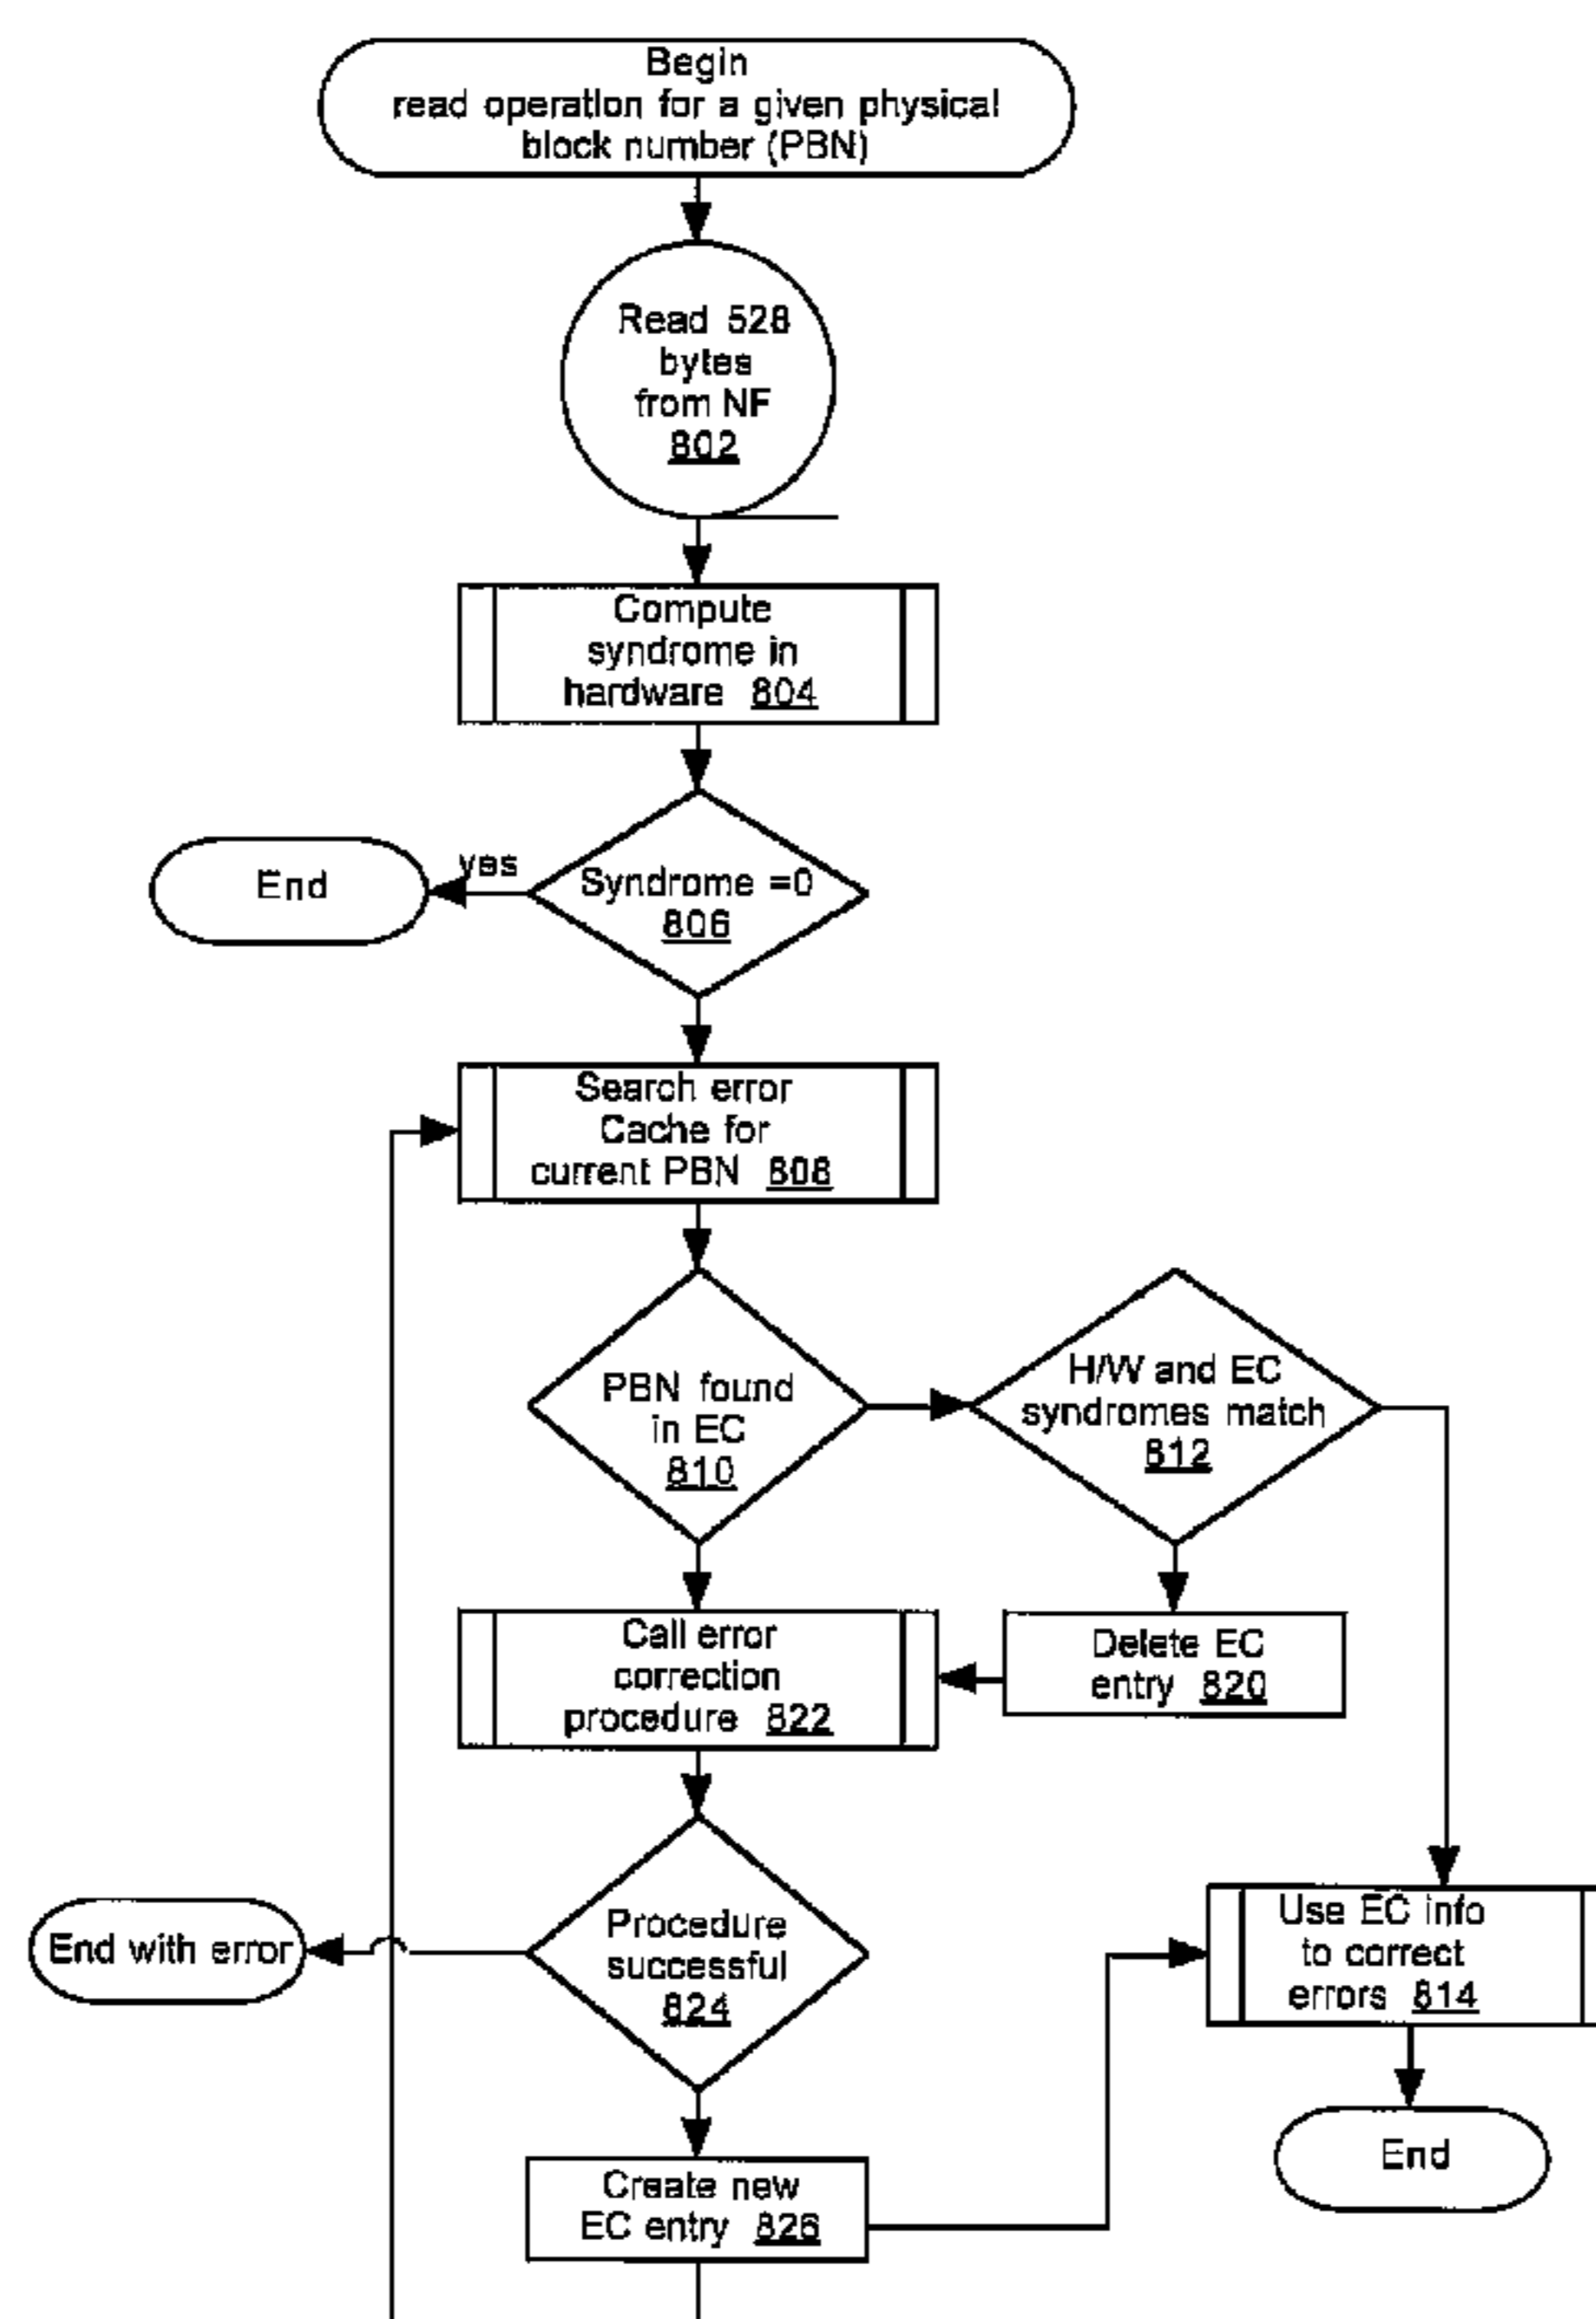 Begin
read operation for a given physical
block number (PBN)
Read 528
bytes
from NF
802
Compute
syndrome in
hardware 804
yes
End
Syndrome =0
806
Search error
Cache for
current PBN 808
PBN found
in EC
810
H/W and EC
syndromes match
812
Call error
correction
procedure 822
Delete EC
entry 820
End with error
Procedure
successful
824
Use EC info
to correct
errors 814
End
Create new
EC entry 826